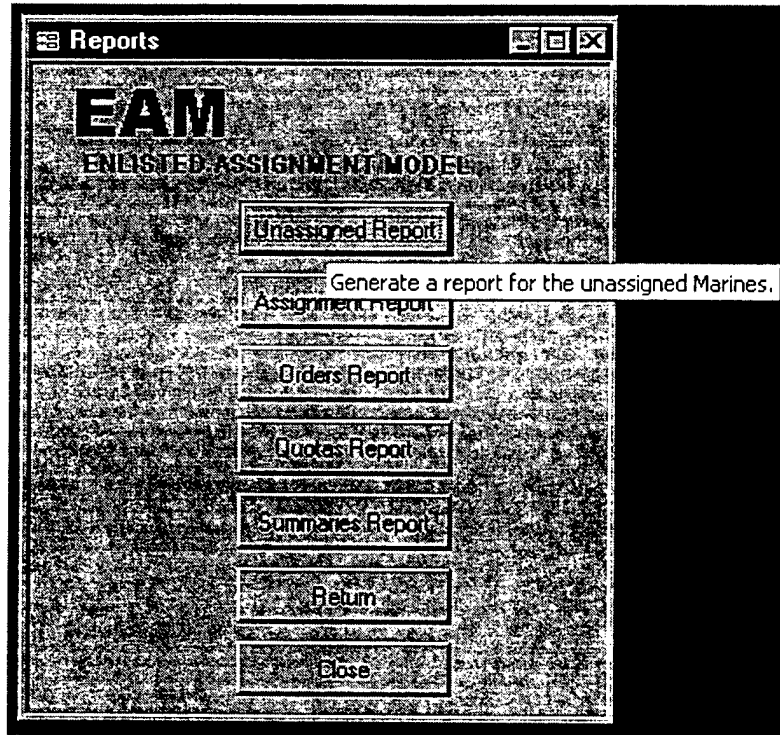 Reports
EAM
ENLISTED ASSIGNMENT MODEL
Unassigned Report
Generate a report for the unassigned Marines.
Assignment Report
Orders Report
Quotas Report
Summaries Report
Return
Close